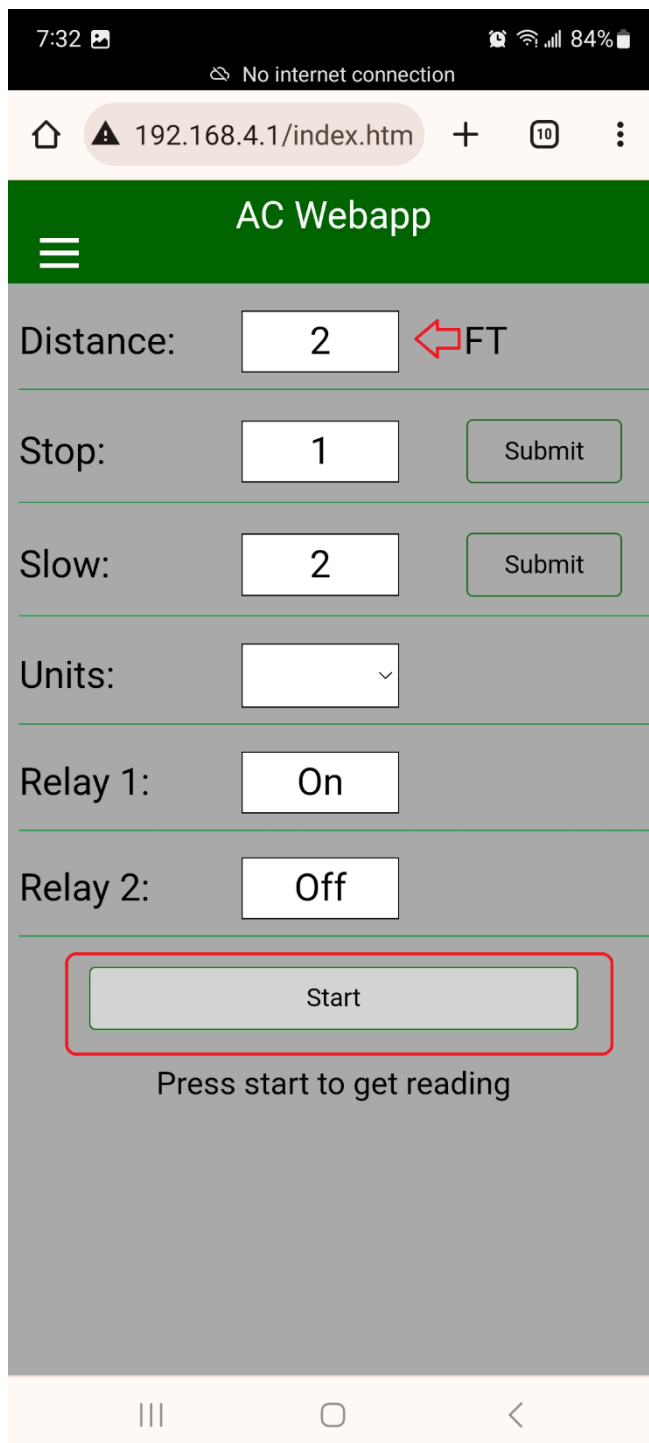 7:32 84%
No internet connection
192.168.4.1/index.htm 10
AC Webapp
Distance: 2 FT
Stop: 1 Submit
Slow: 2 Submit
Units:
Relay 1: On
Relay 2: Off
Start
Press start to get reading